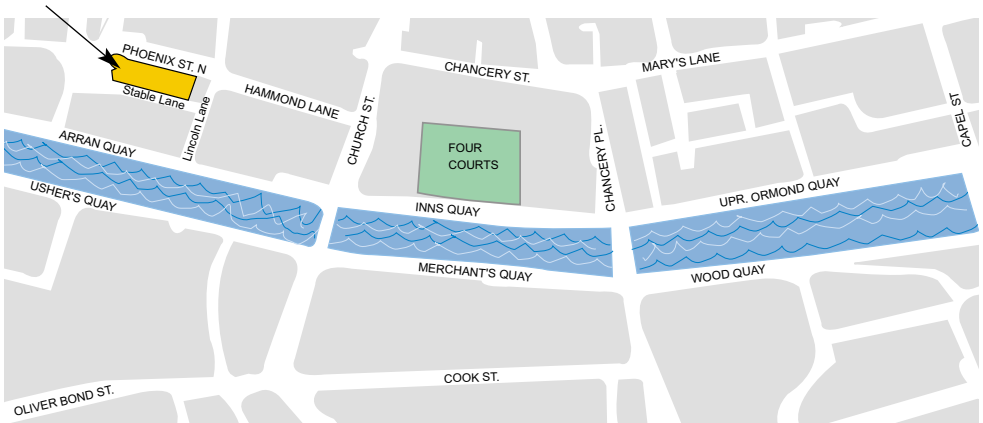 PHOENIX ST. N
CHANCERY ST.
MARY'S LANE
Stable Lane
HAMMOND LANE
Lincoln Lane
CHURCH ST.
CHANCERY PL.
CAPEL ST
FOUR
COURTS
ARRAN QUAY
USHER'S QUAY
INNS QUAY
UPR. ORMOND QUAY
MERCHANT'S QUAY
WOOD QUAY
COOK ST.
OLIVER BOND ST.